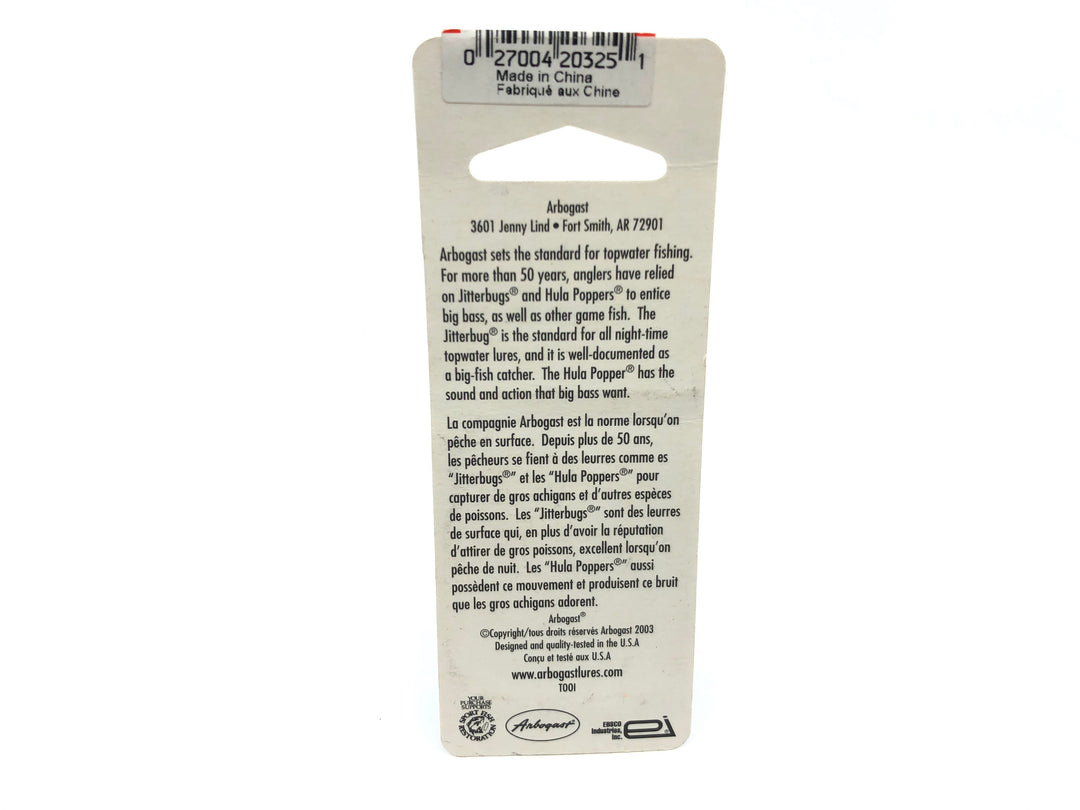 0 27004 20325 1
Made in China
Fabriqué aux Chine
Arbogast
3601 Jenny Lind • Fort Smith, AR 72901
Arbogast sets the standard for topwater fishing.
For more than 50 years, anglers have relied
on Jitterbugs® and Hula Poppers® to entice
big bass, as well as other game fish. The
Jitterbug® is the standard for all night-time
topwater lures, and it is well-documented as
a big-fish catcher. The Hula Popper® has the
sound and action that big bass want.
La compagnie Arbogast est la norme lorsqu'on
pêche en surface. Depuis plus de 50 ans,
les pêcheurs se fient à des leurres comme es
"Jitterbugs®" et les "Hula Poppers®" pour
capturer de gros achigans et d'autres espèces
de poissons. Les "Jitterbugs®" sont des leurres
de surface qui, en plus d'avoir la réputation
d'attirer de gros poissons, excellent lorsqu'on
pêche de nuit. Les "Hula Poppers®" aussi
possèdent ce mouvement et produisent ce bruit
que les gros achigans adorent.
Arbogast®
©Copyright/tous droits réservés Arbogast 2003
Designed and quality-tested in the U.S.A
Conçu et testé aux U.S.A
www.arbogastlures.com
T00I
YOUR
PURCHASE
SUPPORTS
SPORT FISH
RESTORATION
Arbogast
EBSCO
Industries,
Inc.
ei